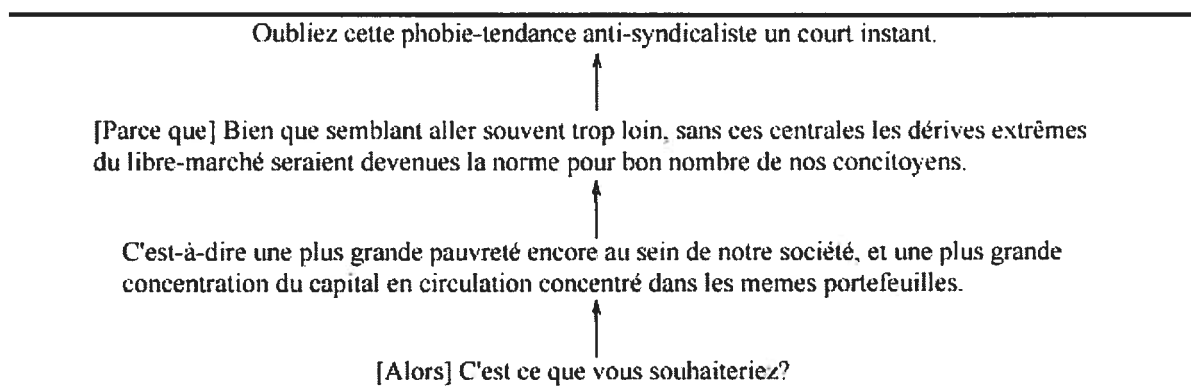 Oubliez cette phobie-tendance anti-syndicaliste un court instant.
[Parce que] Bien que semblant aller souvent trop loin, sans ces centrales les dérives extrêmes
du libre-marché seraient devenues la norme pour bon nombre de nos concitoyens.
C'est-à-dire une plus grande pauvreté encore au sein de notre société, et une plus grande
concentration du capital en circulation concentré dans les memes portefeuilles.
[Alors] C'est ce que vous souhaiteriez?